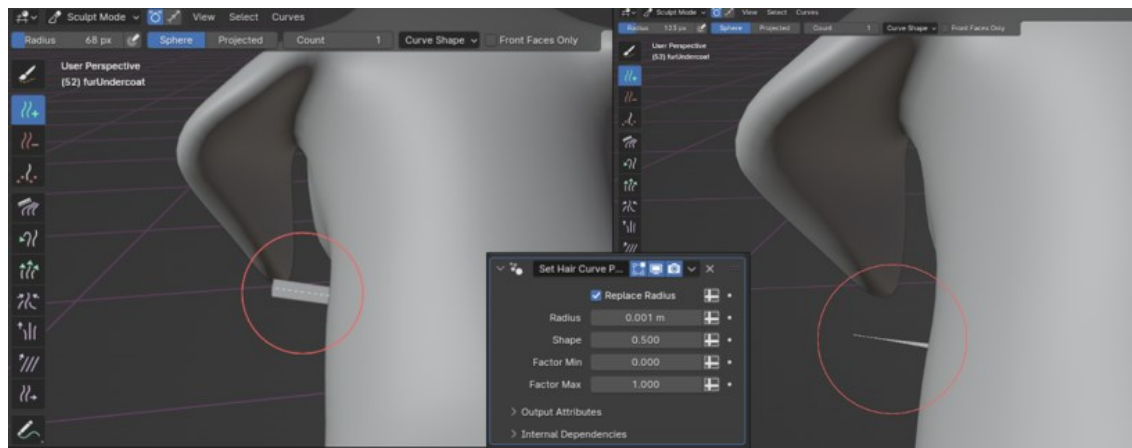 Sculpt Mode View Select Curves
Radius 68 px Sphere Projected Count 1 Curve Shape Front Faces Only
User Perspective
(52) furUndercoat
Sculpt Mode View Select Curves
Radius 123 px Sphere Projected Count 1 Curve Shape Front Faces Only
User Perspective
(53) furUndercoat
Set Hair Curve P...
Replace Radius
Radius 0.001 m
Shape 0.500
Factor Min 0.000
Factor Max 1.000
Output Attributes
Internal Dependencies